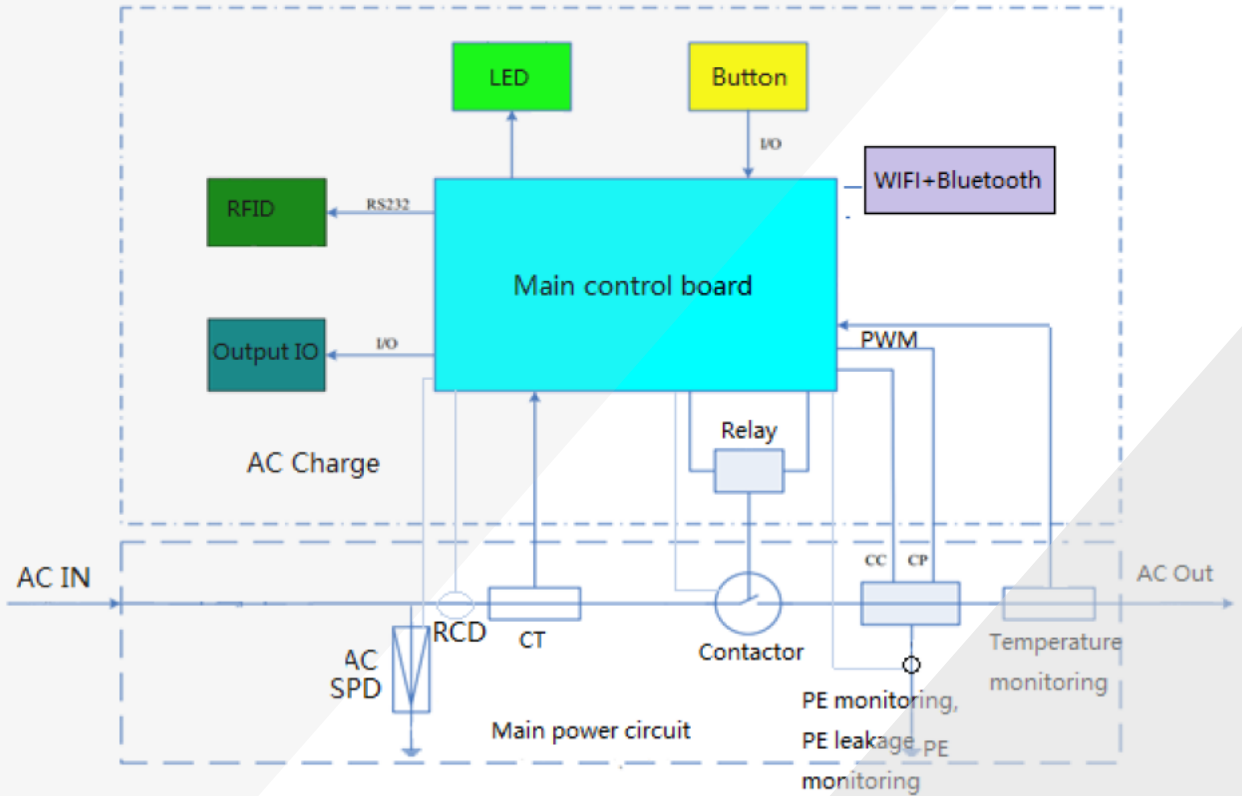 LED
Button
I/O
WIFI+Bluetooth
RFID
RS232
Main control board
Output IO
I/O
PWM
Relay
AC Charge
CC
CP
AC IN
AC Out
RCD
CT
Contactor
Temperature
monitoring
AC
SPD
PE monitoring,
PE leakage
PE
monitoring
Main power circuit